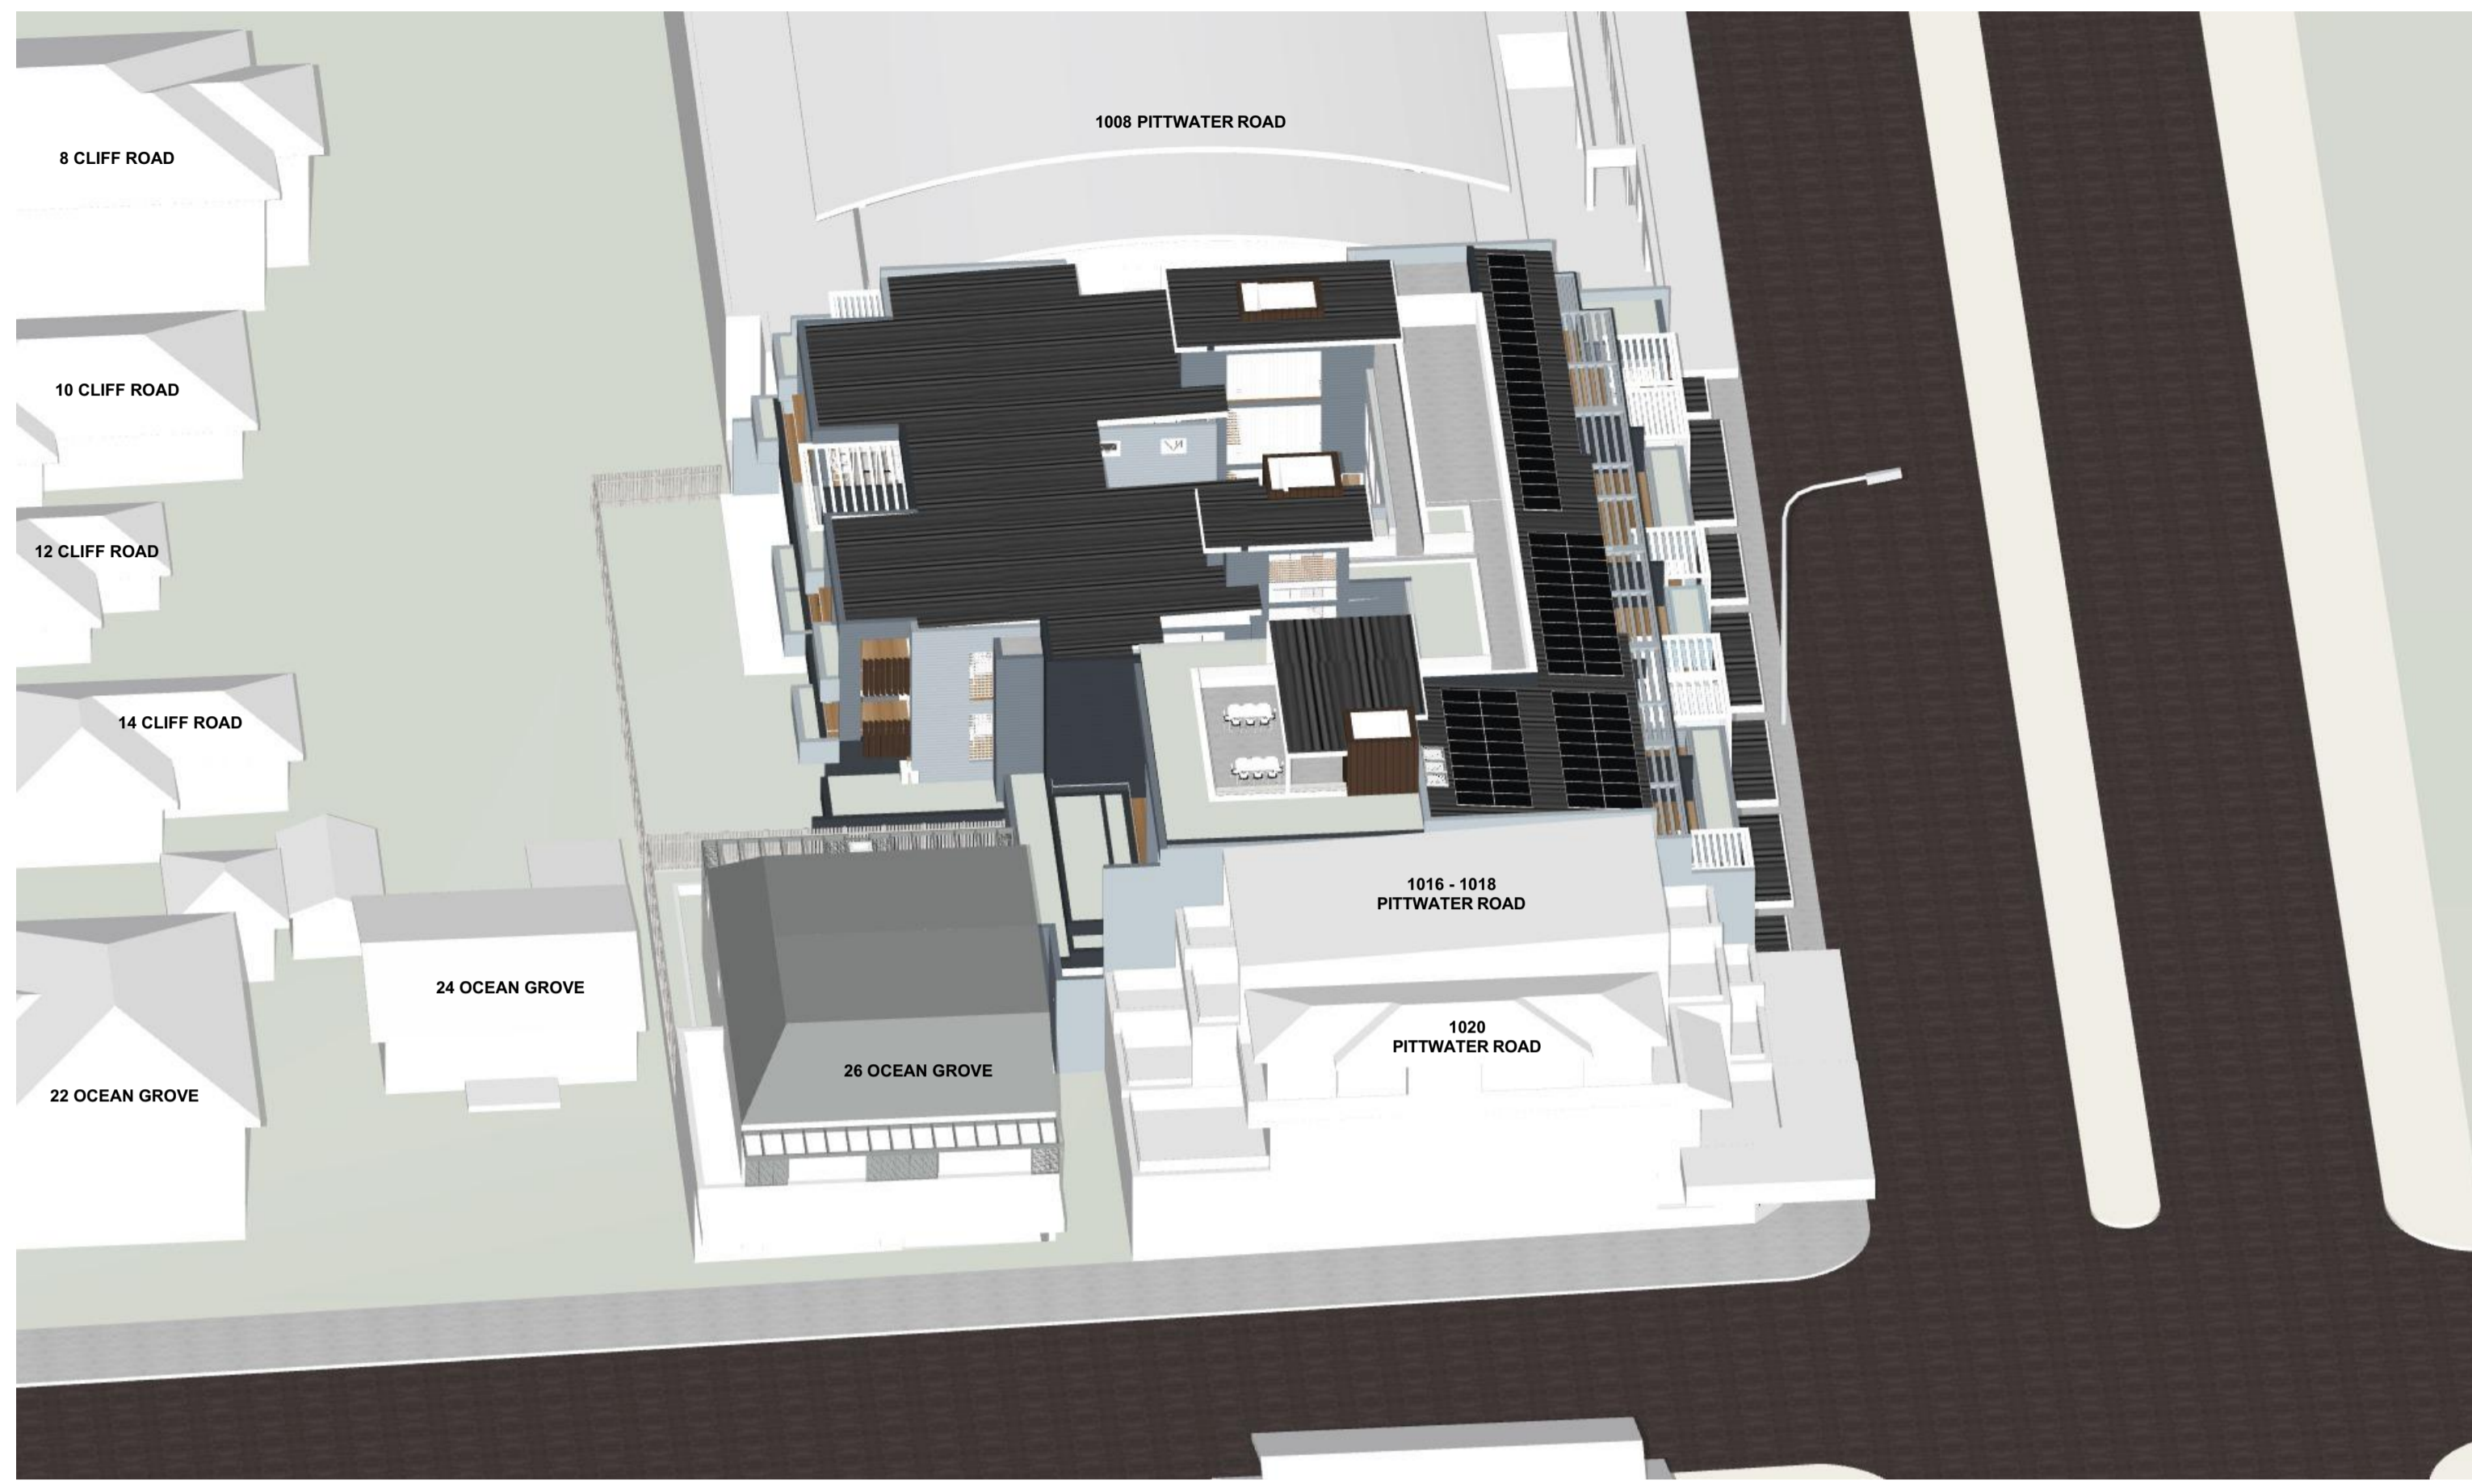 1008 PITTWATER ROAD
8 CLIFF ROAD
10 CLIFF ROAD
12 CLIFF ROAD
14 CLIFF ROAD
1016 - 1018
PITTWATER ROAD
24 OCEAN GROVE
1020
PITTWATER ROAD
26 OCEAN GROVE
22 OCEAN GROVE